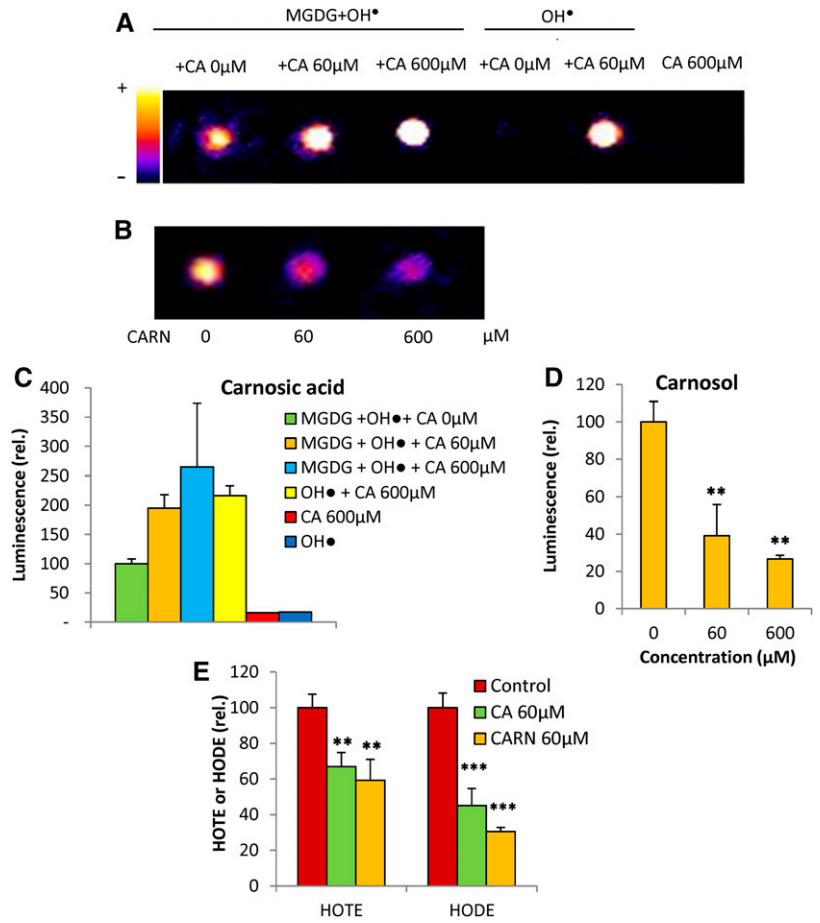 A
MGDG+OH●
OH●
+CA 0µM +CA 60µM +CA 600µM +CA 0µM +CA 60µM CA 600µM
+
-
B
CARN 0 60 600 µM
C
Carnosic acid
Luminescence (rel.)
400
350
300
250
200
150
100
50
-
MGDG +OH●+ CA 0µM
MGDG + OH● + CA 60µM
MGDG + OH● + CA 600µM
OH● + CA 600µM
CA 600µM
OH●
D
Carnosol
Luminescence (rel.)
120
100
80
60
40
20
0
**
**
0 60 600
Concentration (µM)
E
HOTE or HODE (rel.)
120
100
80
60
40
20
0
Control
CA 60µM
CARN 60µM
** **
***
***
HOTE HODE